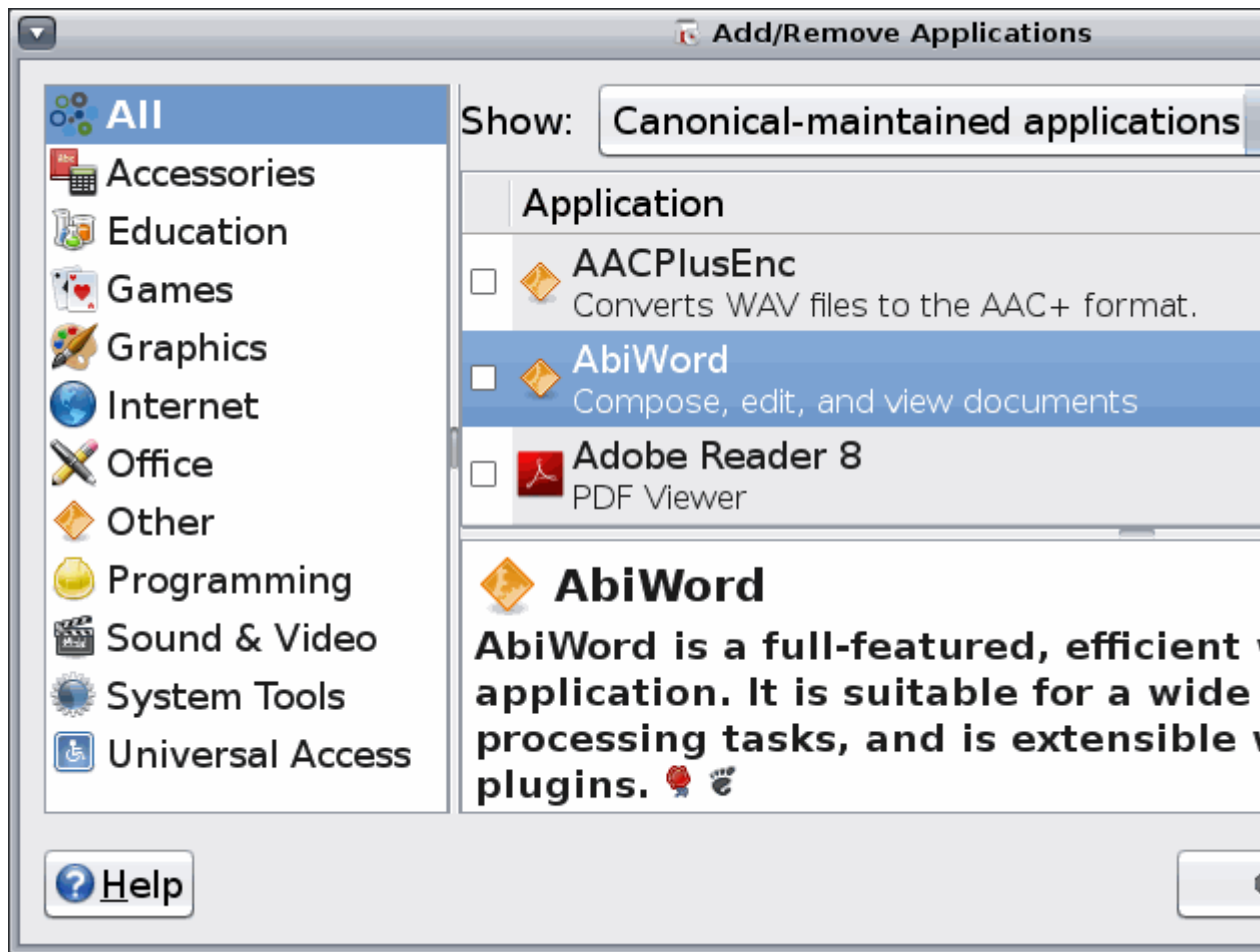 Add/Remove Applications
All
Accessories
Education
Games
Graphics
Internet
Office
Other
Programming
Sound & Video
System Tools
Universal Access
Show: Canonical-maintained applications
Application
AACPlusEnc
Converts WAV files to the AAC+ format.
AbiWord
Compose, edit, and view documents
Adobe Reader 8
PDF Viewer
AbiWord
AbiWord is a full-featured, efficient
application. It is suitable for a wide
processing tasks, and is extensible
plugins.
Help